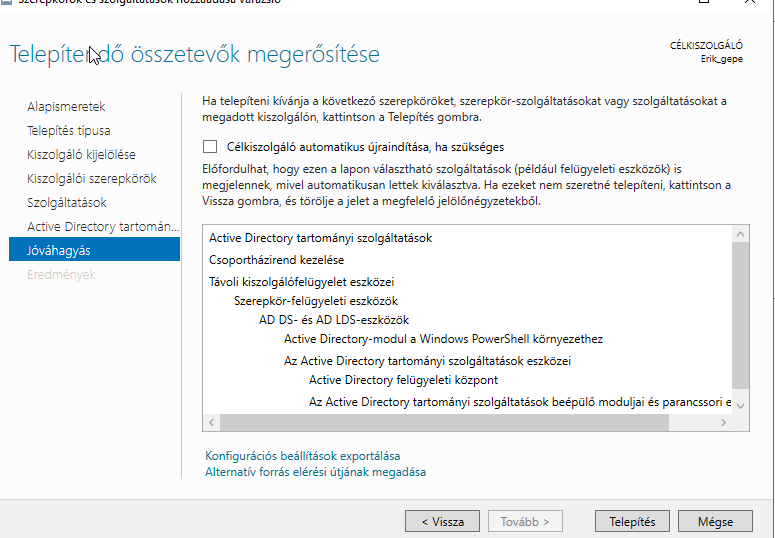 Szerepkörök és szolgáltatások hozzáadása varázsló
Telepítendő összetevők megerősítése
CÉLKISZOLGÁLÓ
Erik_gepe
Alapismeretek
Telepítés típusa
Kiszolgáló kijelölése
Kiszolgálói szerepkörök
Szolgáltatások
Active Directory tartomán...
Jóváhagyás
Eredmények
Ha telepíteni kívánja a következő szerepköröket, szerepkör-szolgáltatásokat vagy szolgáltatásokat a
megadott kiszolgálón, kattintson a Telepítés gombra.
Célkiszolgáló automatikus újraindítása, ha szükséges
Előfordulhat, hogy ezen a lapon választható szolgáltatások (például felügyeleti eszközök) is
megjelennek, mivel automatikusan lettek kiválasztva. Ha ezeket nem szeretné telepíteni, kattintson a
Vissza gombra, és törölje a jelet a megfelelő jelölőnégyzetekből.
Active Directory tartományi szolgáltatások
Csoportházirend kezelése
Távoli kiszolgálófelügyelet eszközei
Szerepkör-felügyeleti eszközök
AD DS- és AD LDS-eszközök
Active Directory-modul a Windows PowerShell környezethez
Az Active Directory tartományi szolgáltatások eszközei
Active Directory felügyeleti központ
Az Active Directory tartományi szolgáltatások beépülő moduljai és parancssori e
Konfigurációs beállítások exportálása
Alternatív forrás elérési útjának megadása
< Vissza
Tovább >
Telepítés
Mégse